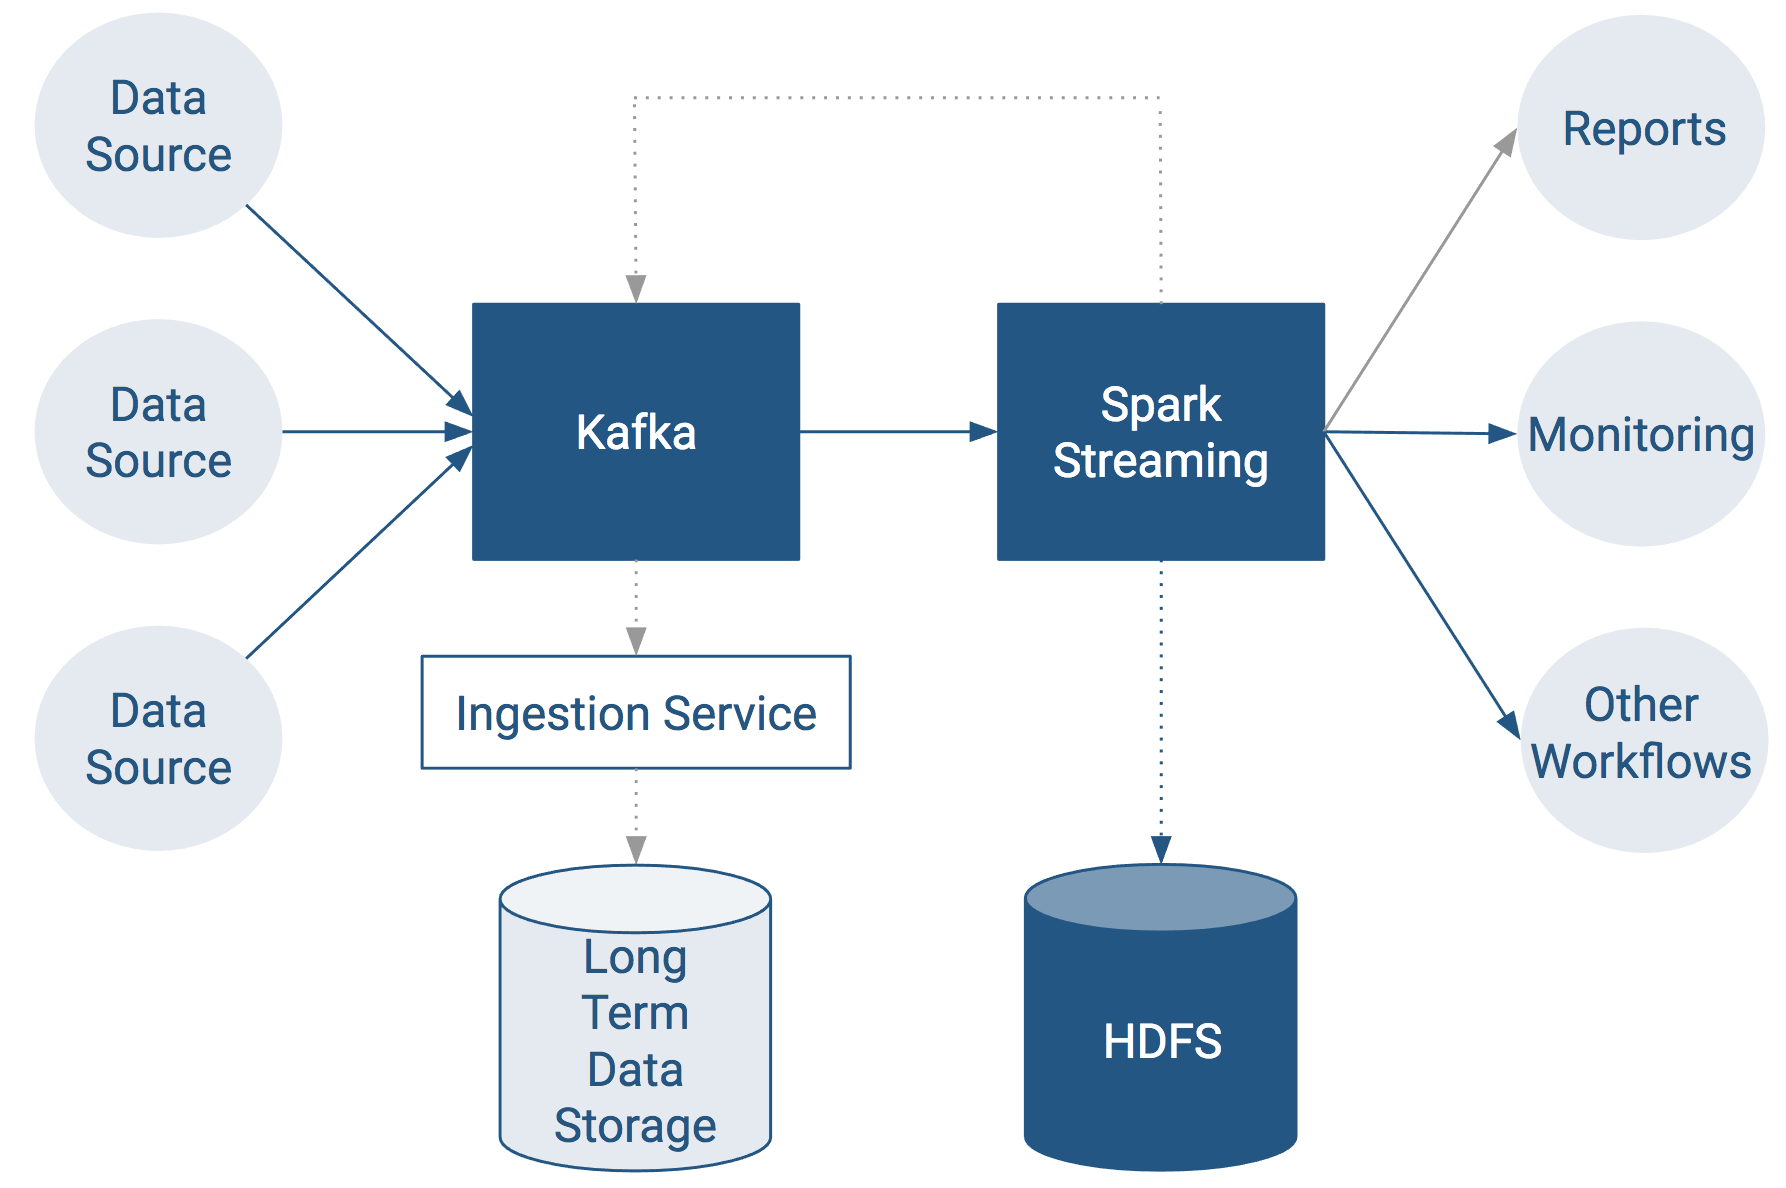 Data
Source
Data
Source
Data
Source
Kafka
Ingestion Service
Long
Term
Data
Storage
Spark
Streaming
HDFS
Reports
Monitoring
Other
Workflows